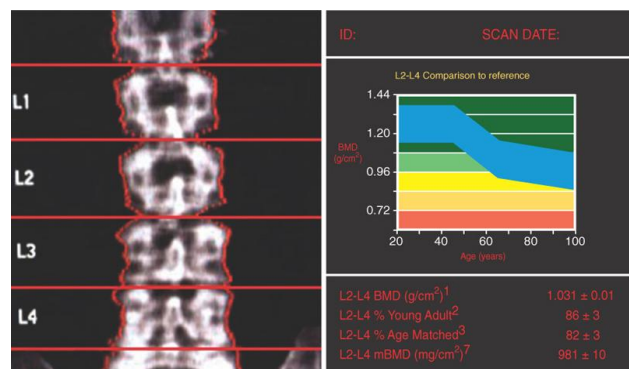 L1
L2
L3
L4
ID: SCAN DATE:
L2-L4 Comparison to reference
1.44
1.20
0.96
0.72
BMD
(g/cm²)
20 40 60 80 100
Age (years)
L2-L4 BMD (g/cm²)¹ 1.031 ± 0.01
L2-L4 % Young Adult² 86 ± 3
L2-L4 % Age Matched³ 82 ± 3
L2-L4 mBMD (mg/cm²)⁷ 981 ± 10